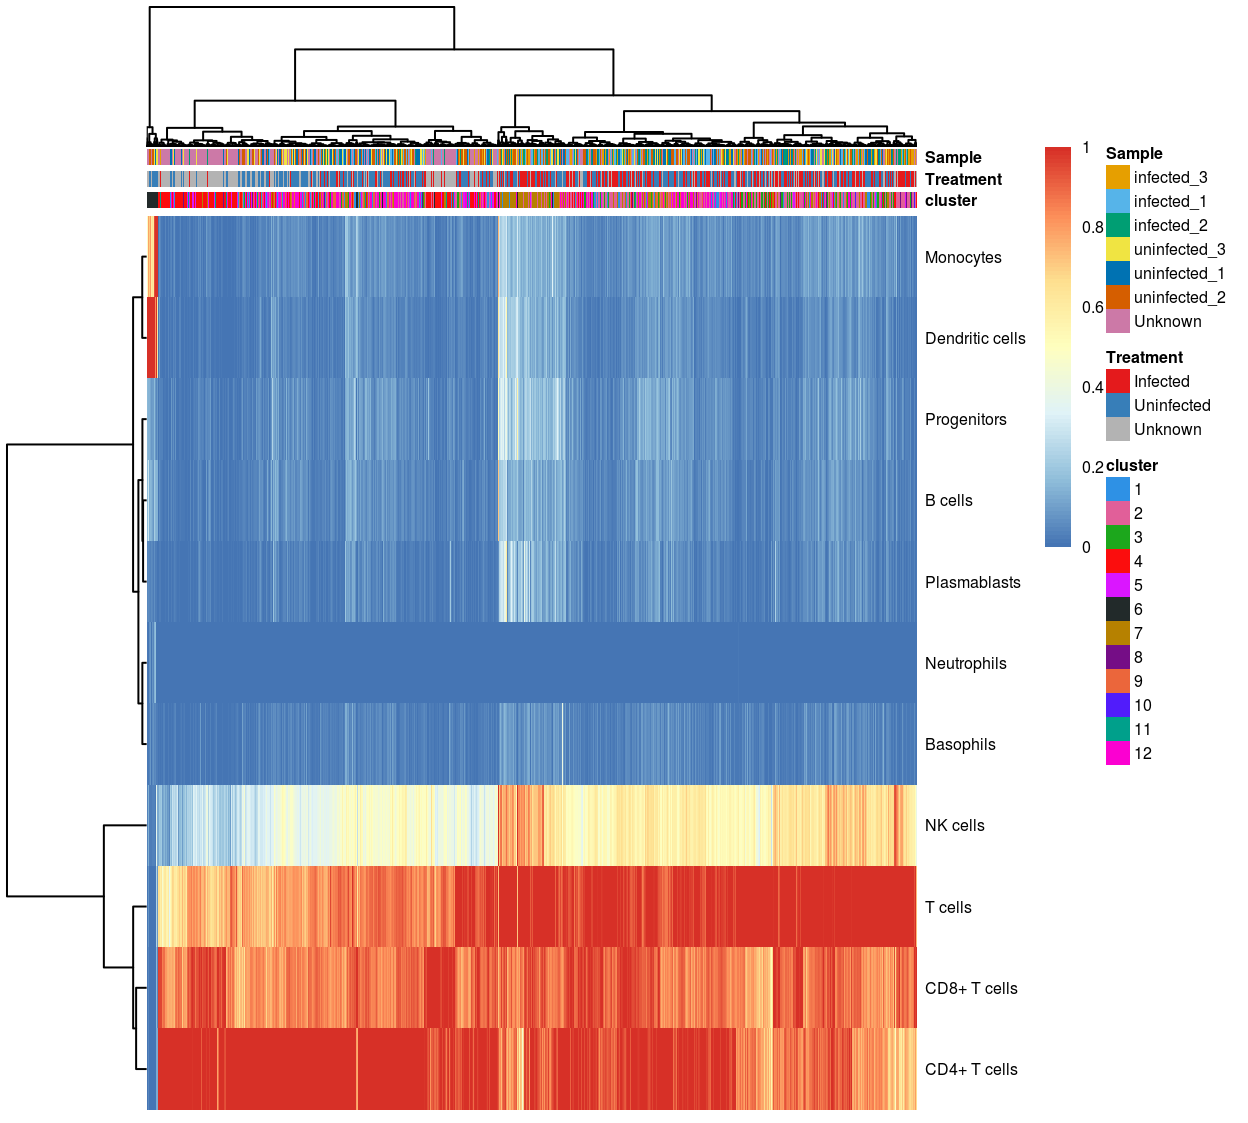 Sample
Treatment
cluster
Monocytes
Dendritic cells
Progenitors
B cells
Plasmablasts
Neutrophils
Basophils
NK cells
T cells
CD8+ T cells
CD4+ T cells
1
0.8
0.6
0.4
0.2
0
Sample
infected_3
infected_1
infected_2
uninfected_3
uninfected_1
uninfected_2
Unknown
Treatment
Infected
Uninfected
Unknown
cluster
1
2
3
4
5
6
7
8
9
10
11
12